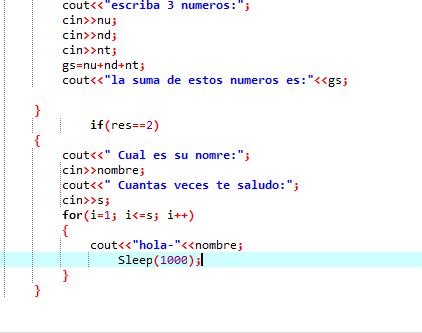 cout<<"escriba 3 numeros:";
cin>>nu;
cin>>nd;
cin>>nt;
gs=nu+nd+nt;
cout<<"la suma de estos numeros es:"<<gs;
}
if(res==2)
{
cout<<" Cual es su nomre:";
cin>>nombre;
cout<<" Cuantas veces te saludo:";
cin>>s;
for(i=1; i<=s; i++)
{
cout<<"hola-"<<nombre;
Sleep(1000);
}
}